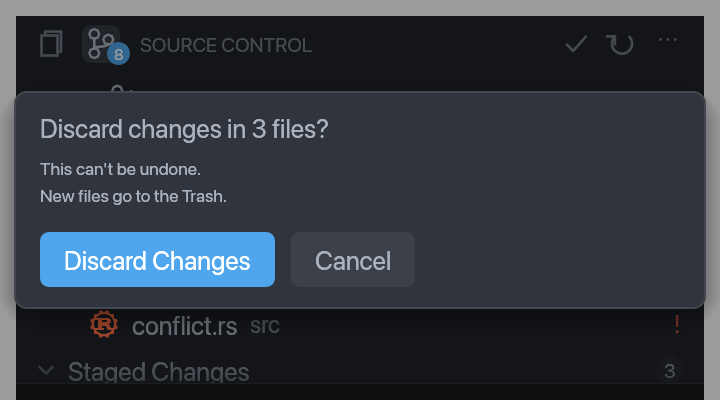 8
SOURCE CONTROL
Discard changes in 3 files?
This can't be undone.
New files go to the Trash.
Discard Changes
Cancel
R
conflict.rs src !
Staged Changes 3